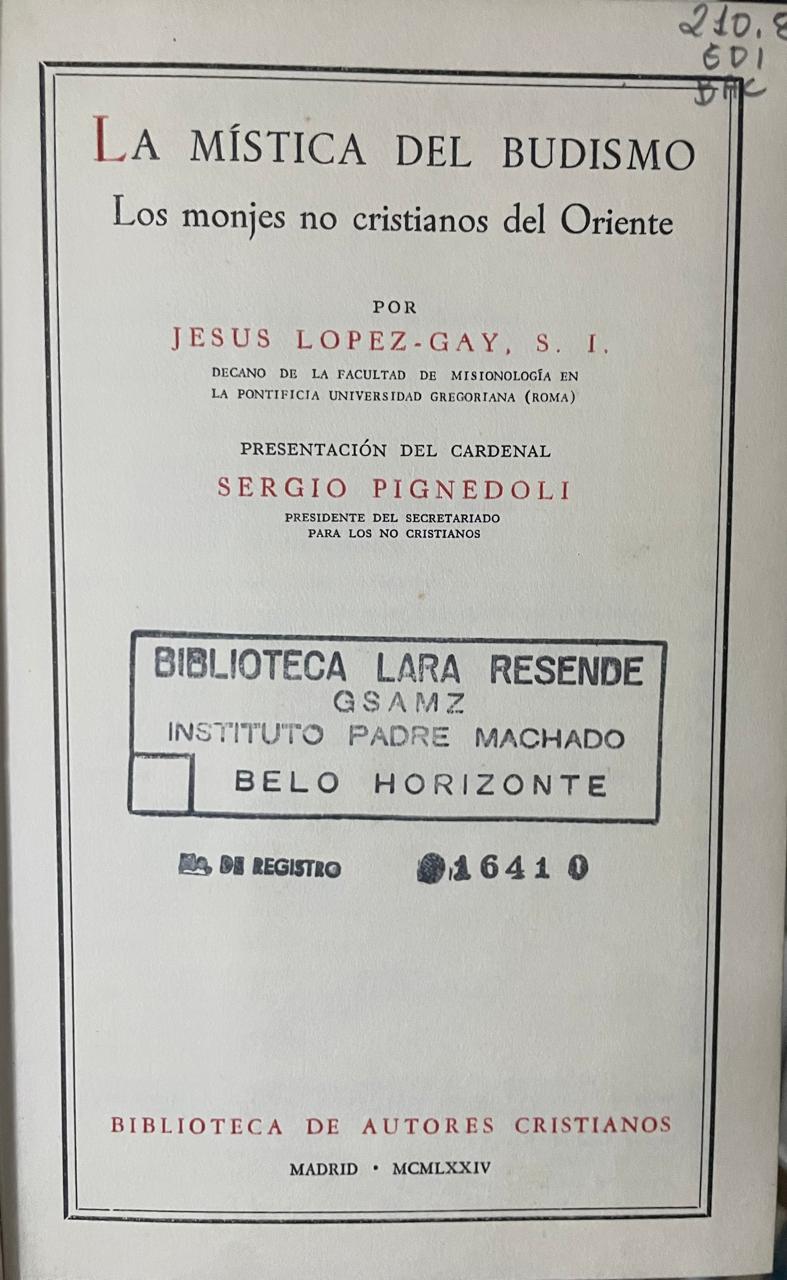 210.8
EDI
BAC
LA MÍSTICA DEL BUDISMO
Los monjes no cristianos del Oriente
POR
JESUS LOPEZ-GAY, S. I.
DECANO DE LA FACULTAD DE MISIONOLOGÍA EN
LA PONTIFICIA UNIVERSIDAD GREGORIANA (ROMA)
PRESENTACIÓN DEL CARDENAL
SERGIO PIGNEDOLI
PRESIDENTE DEL SECRETARIADO
PARA LOS NO CRISTIANOS
BIBLIOTECA LARA RESENDE
GSAMZ
INSTITUTO PADRE MACHADO
BELO HORIZONTE
DE REGISTRO 16410
BIBLIOTECA DE AUTORES CRISTIANOS
MADRID • MCMLXXIV